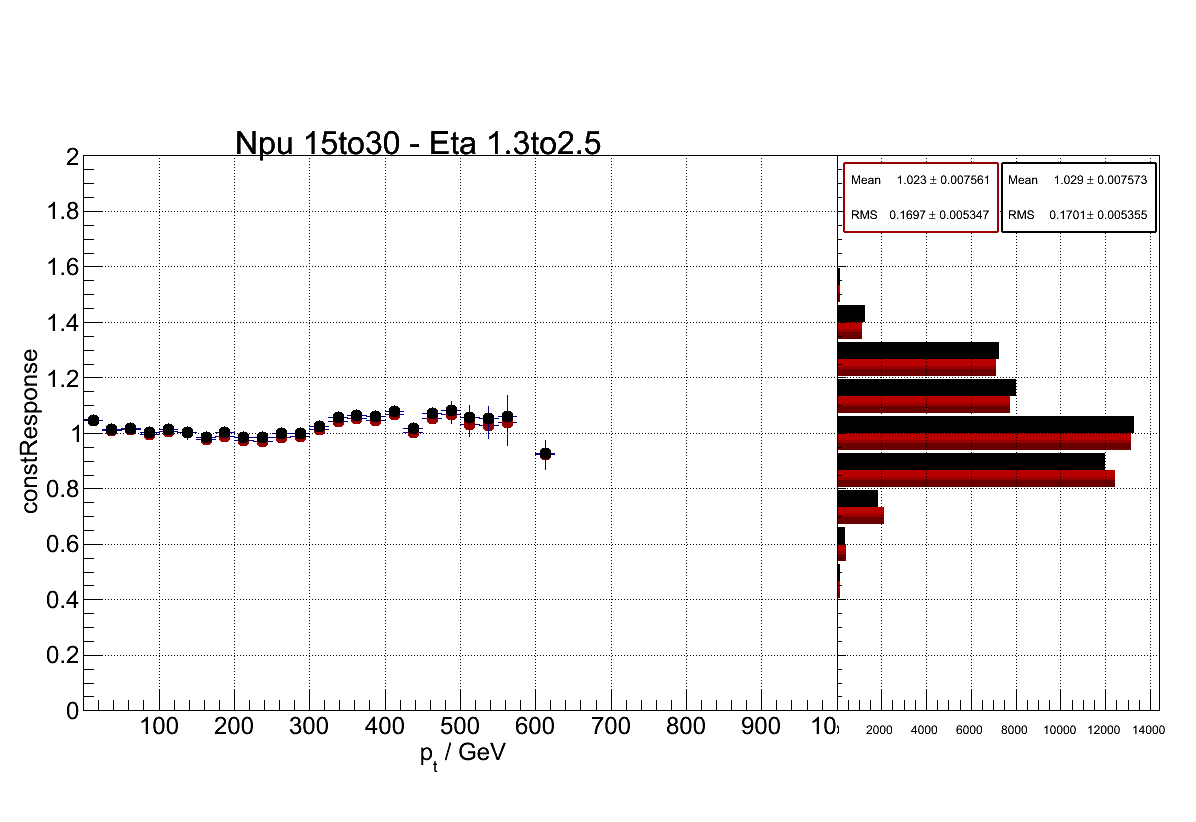 Npu 15to30 - Eta 1.3to2.5
2
1.8
1.6
1.4
1.2
1
0.8
0.6
0.4
0.2
0
constResponse
100 200 300 400 500 600 700 800 900 10
p_t / GeV
Mean 1.023 ± 0.007561
RMS 0.1697 ± 0.005347
Mean 1.029 ± 0.007573
RMS 0.1701± 0.005355
2000 4000 6000 8000 10000 12000 14000